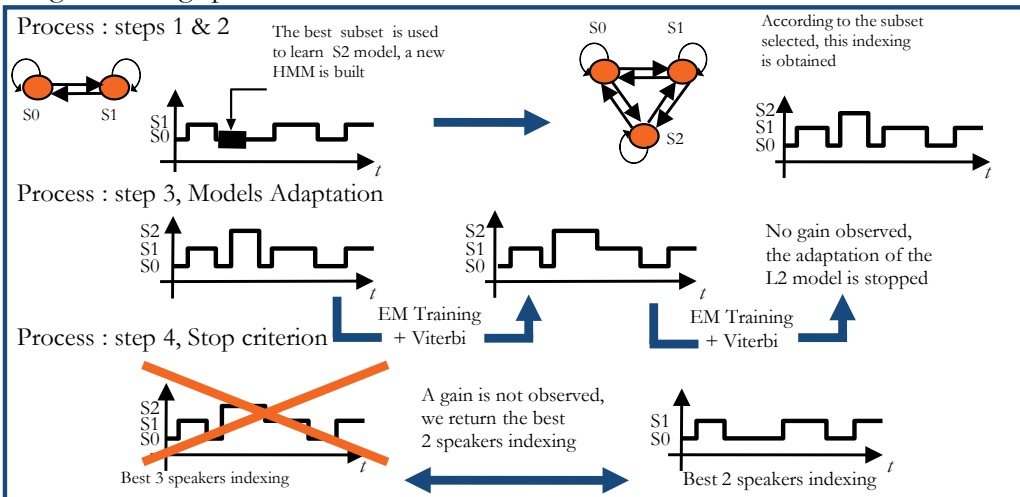 Process : steps 1 & 2
The best subset is used
to learn S2 model, a new
HMM is built
S0 S1
According to the subset
selected, this indexing
is obtained
S0 S1
S2
S1
S0
t
S2
S1
S0
t
Process : step 3, Models Adaptation
S2
S1
S0
t
S2
S1
S0
t
No gain observed,
the adaptation of the
L2 model is stopped
EM Training
+ Viterbi
EM Training
+ Viterbi
Process : step 4, Stop criterion
S2
S1
S0
t
Best 3 speakers indexing
A gain is not observed,
we return the best
2 speakers indexing
S1
S0
t
Best 2 speakers indexing